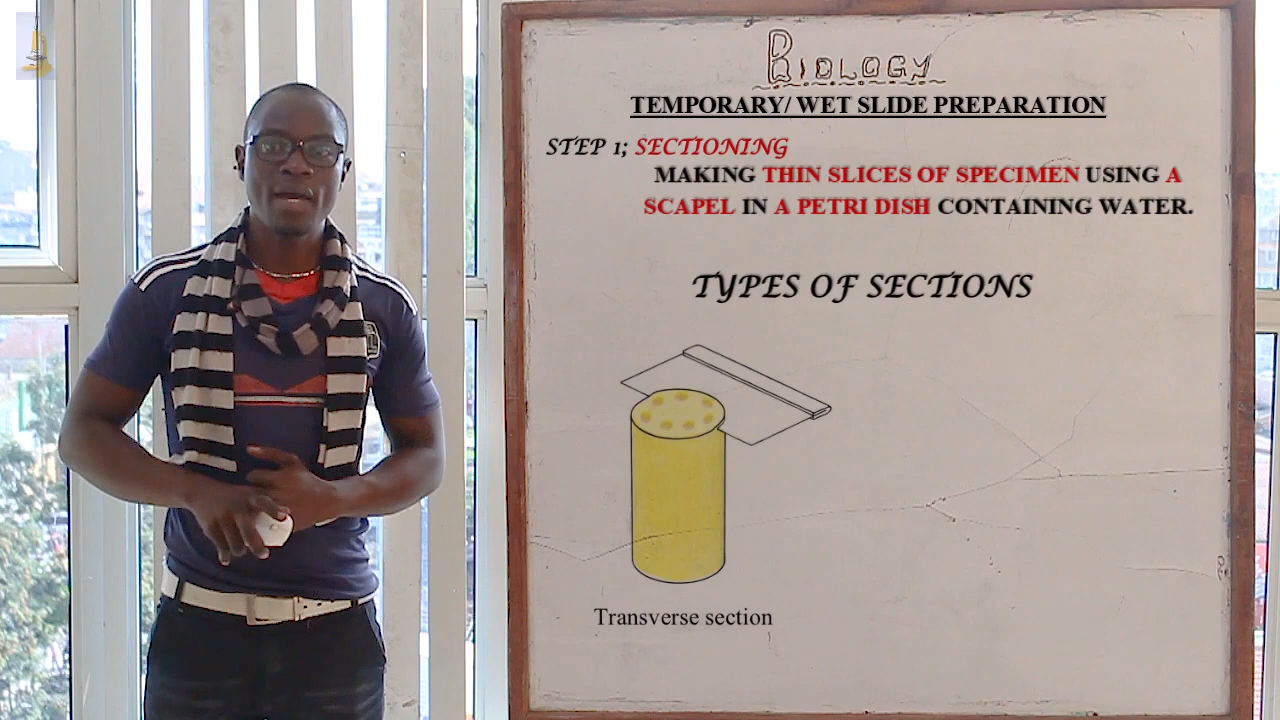 BIOLOGY
TEMPORARY/ WET SLIDE PREPARATION
STEP 1; SECTIONING
MAKING THIN SLICES OF SPECIMEN USING A
SCAPEL IN A PETRI DISH CONTAINING WATER.
TYPES OF SECTIONS
Transverse section